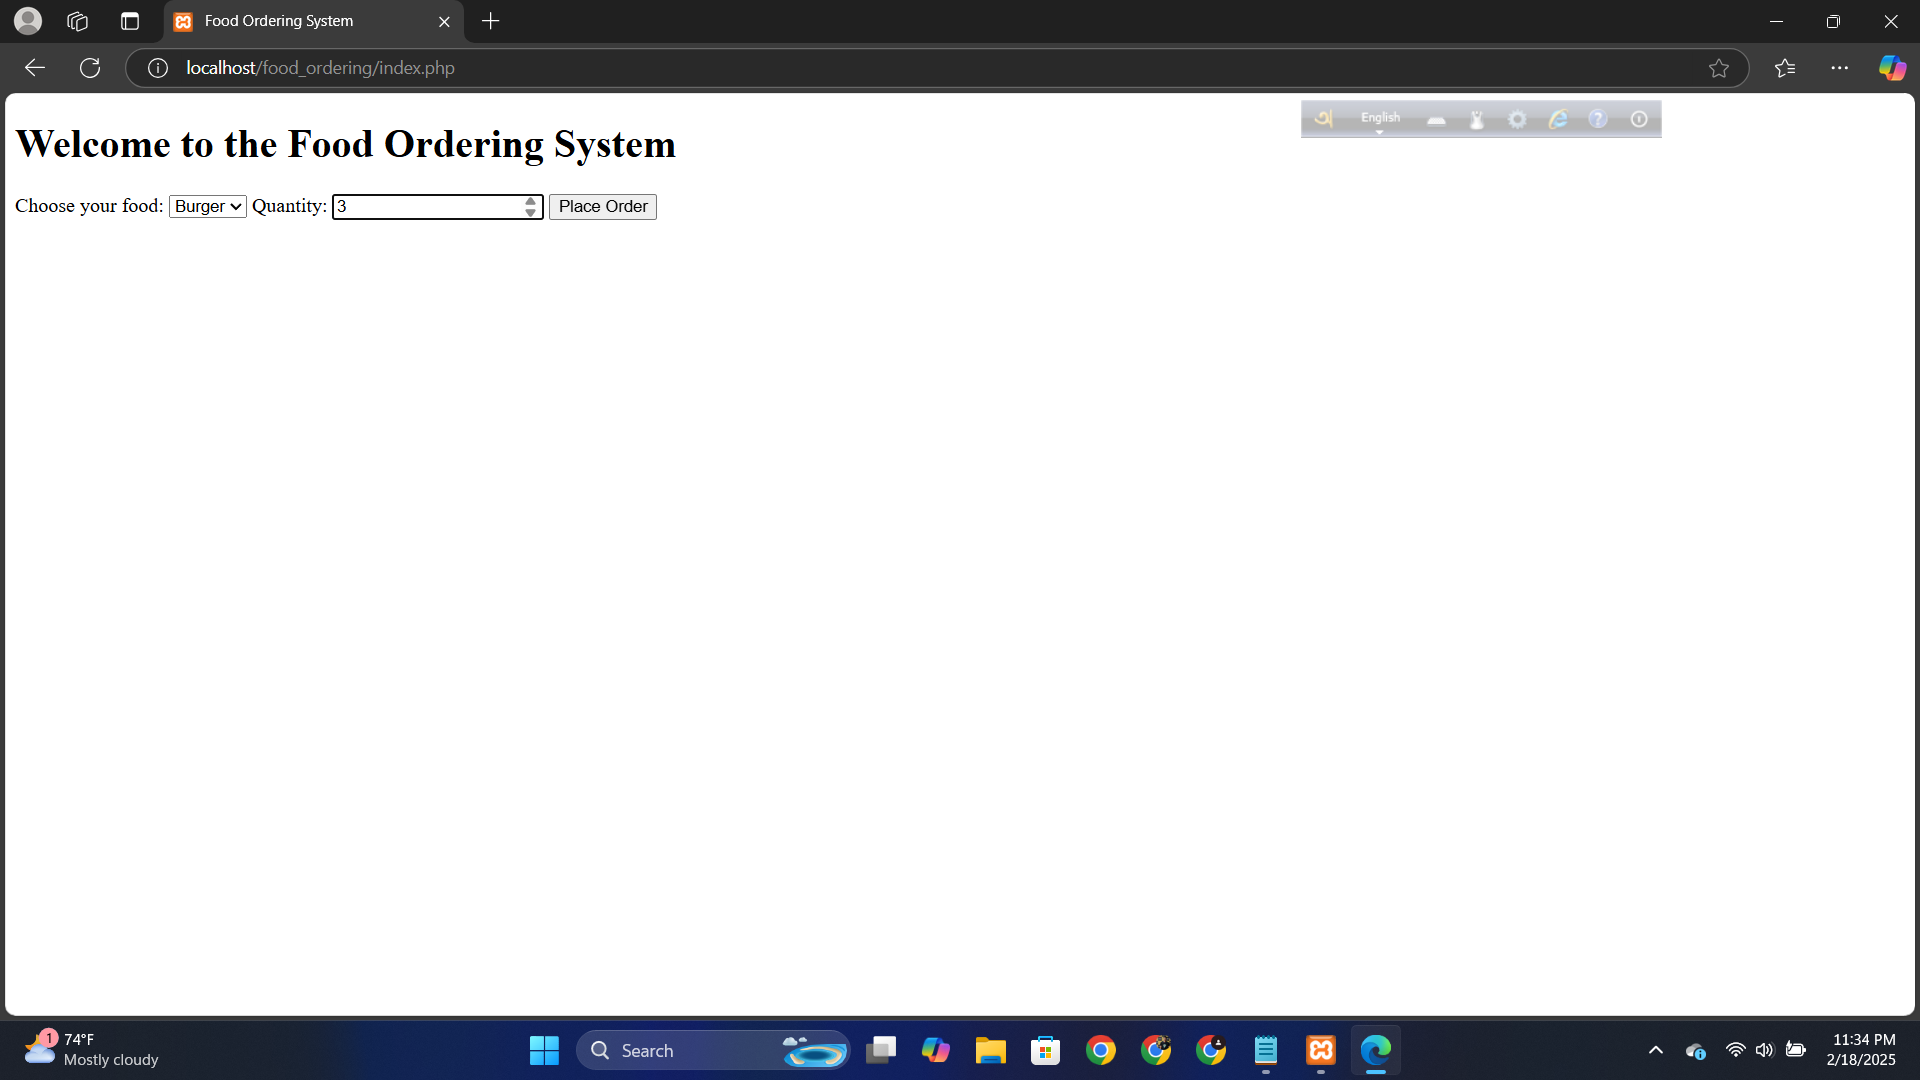 Food Ordering System
localhost/food_ordering/index.php
অ English
Welcome to the Food Ordering System
Choose your food: Burger Quantity: 3 Place Order
1 74°F
Mostly cloudy
Search
11:34 PM
2/18/2025